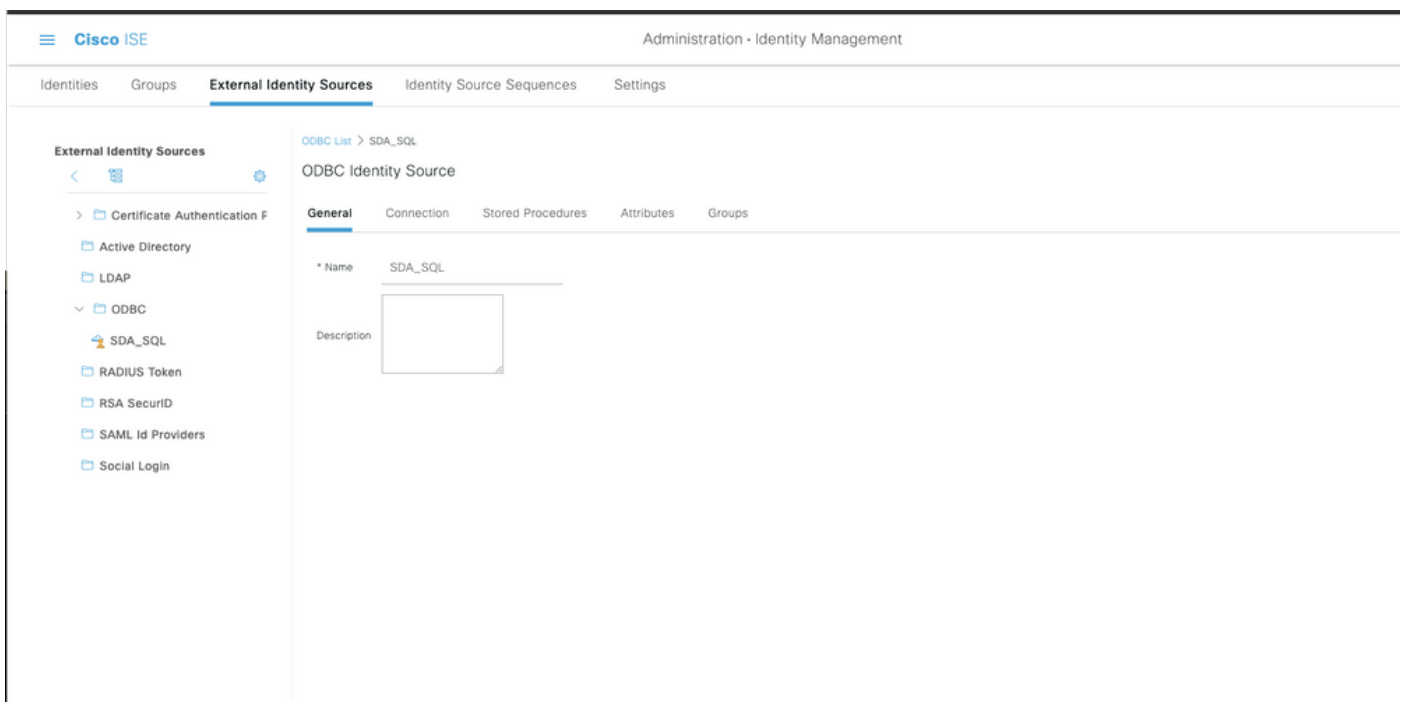 Cisco ISE
Administration · Identity Management
Identities Groups External Identity Sources Identity Source Sequences Settings
External Identity Sources
Certificate Authentication F
Active Directory
LDAP
ODBC
SDA_SQL
RADIUS Token
RSA SecurID
SAML Id Providers
Social Login
ODBC List > SDA_SQL
ODBC Identity Source
General Connection Stored Procedures Attributes Groups
* Name SDA_SQL
Description